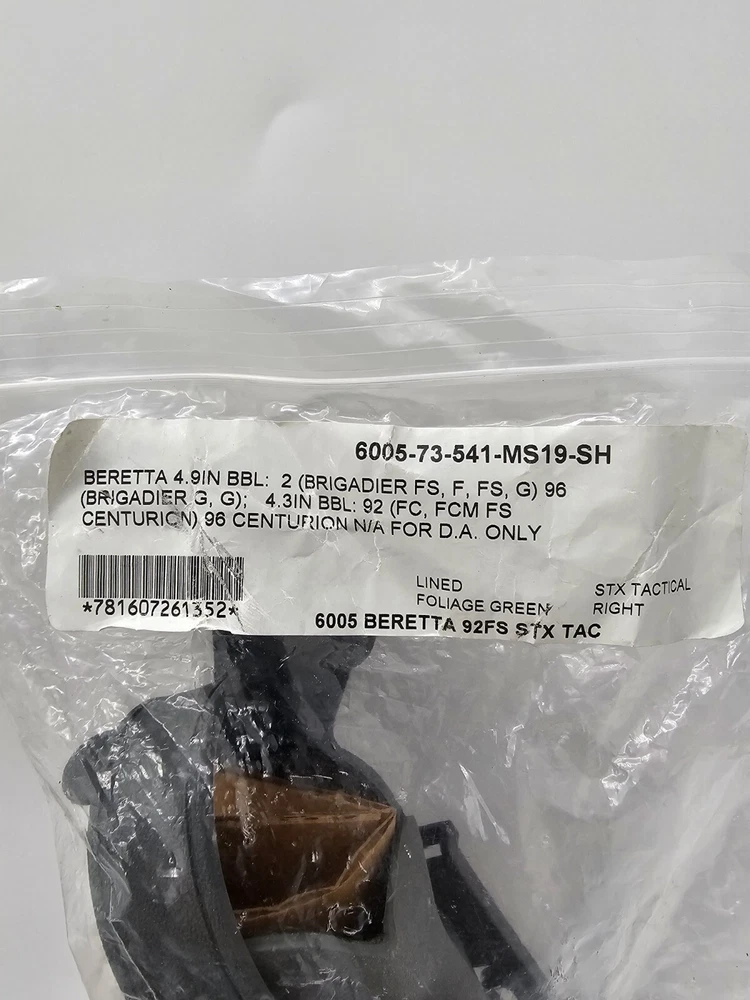 6005-73-541-MS19-SH
BERETTA 4.9IN BBL: 2 (BRIGADIER FS, F, FS, G) 96
(BRIGADIER G, G); 4.3IN BBL: 92 (FC, FCM FS
CENTURION) 96 CENTURION N/A FOR D.A. ONLY
LINED STX TACTICAL
*781607261352* FOLIAGE GREEN RIGHT
6005 BERETTA 92FS STX TAC